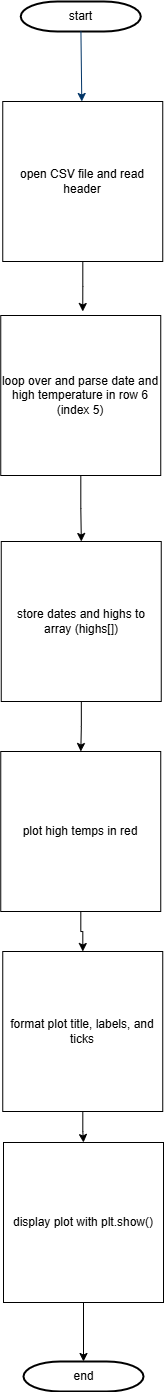 start
open CSV file and read
header
loop over and parse date and
high temperature in row 6
(index 5)
store dates and highs to
array (highs[])
plot high temps in red
format plot title, labels, and
ticks
display plot with plt.show()
end